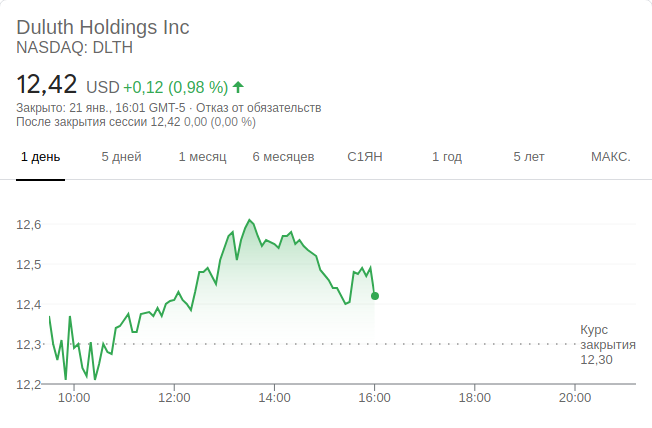 Duluth Holdings Inc
NASDAQ: DLTH
12,42 USD +0,12 (0,98 %)
Закрыто: 21 янв., 16:01 GMT-5 · Отказ от обязательств
После закрытия сессии 12,42 0,00 (0,00 %)
1 день 5 дней 1 месяц 6 месяцев С1ЯН 1 год 5 лет МАКС.
12,6
12,5
12,4
12,3
12,2
Курс
закрытия
12,30
10:00 12:00 14:00 16:00 18:00 20:00